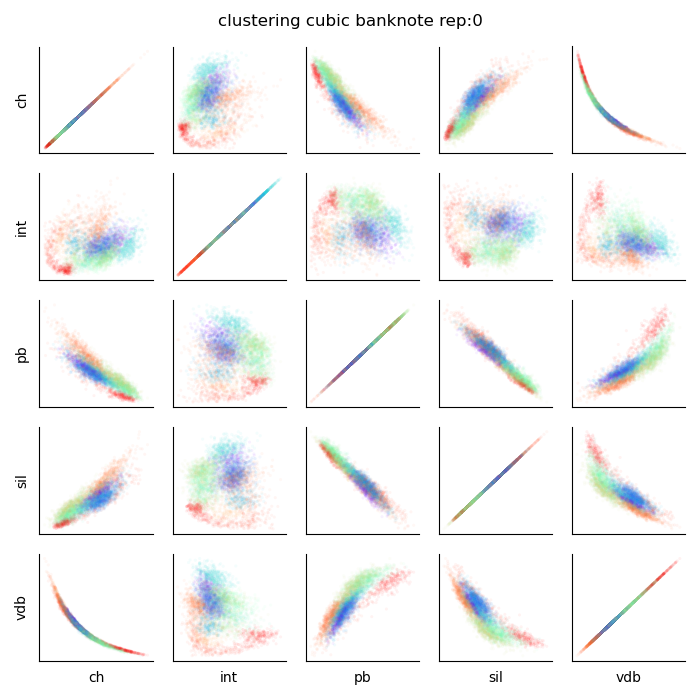 clustering cubic banknote rep:0
ch
int
pb
sil
vdb
ch
int
pb
sil
vdb